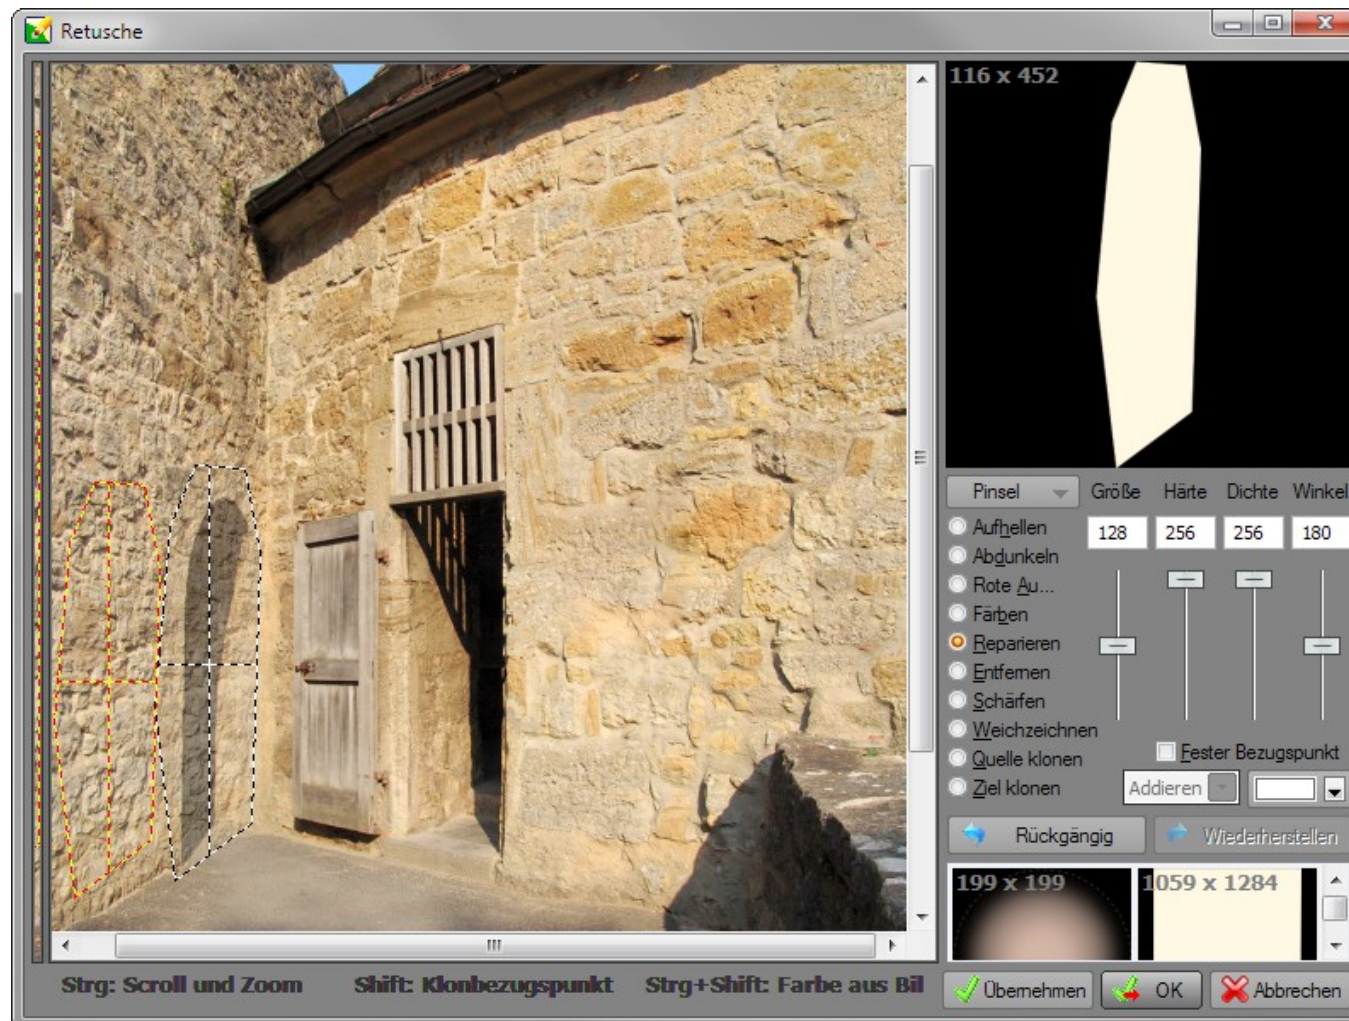 Retusche
116 x 452
Pinsel Größe Härte Dichte Winkel
128 256 256 180
Aufhellen
Abdunkeln
Rote Au...
Färben
Reparieren
Entfernen
Schärfen
Weichzeichnen
Quelle klonen
Ziel klonen
Fester Bezugspunkt
Addieren
Rückgängig Wiederherstellen
199 x 199 1059 x 1284
Strg: Scroll und Zoom Shift: Klonbezugspunkt Strg+Shift: Farbe aus Bil
Übernehmen OK Abbrechen